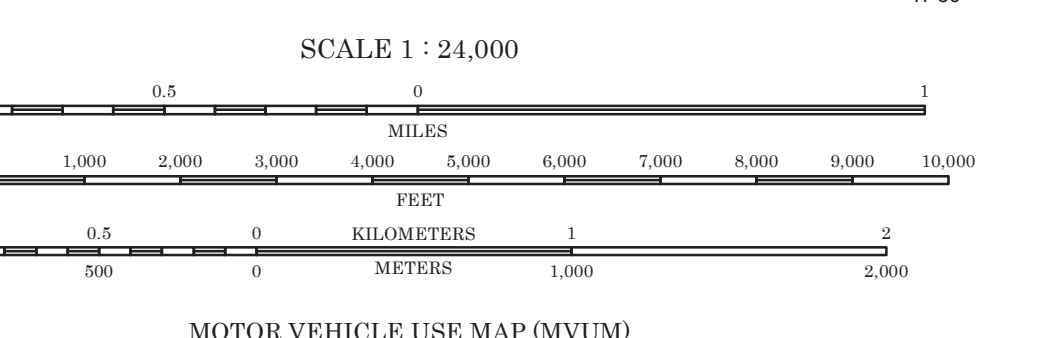 SCALE 1 : 24,000
0.5 0 1
MILES
1,000 2,000 3,000 4,000 5,000 6,000 7,000 8,000 9,000 10,000
FEET
0.5 0 KILOMETERS 1 2
500 0 METERS 1,000 2,000
MOTOR VEHICLE USE MAP (MVUM)